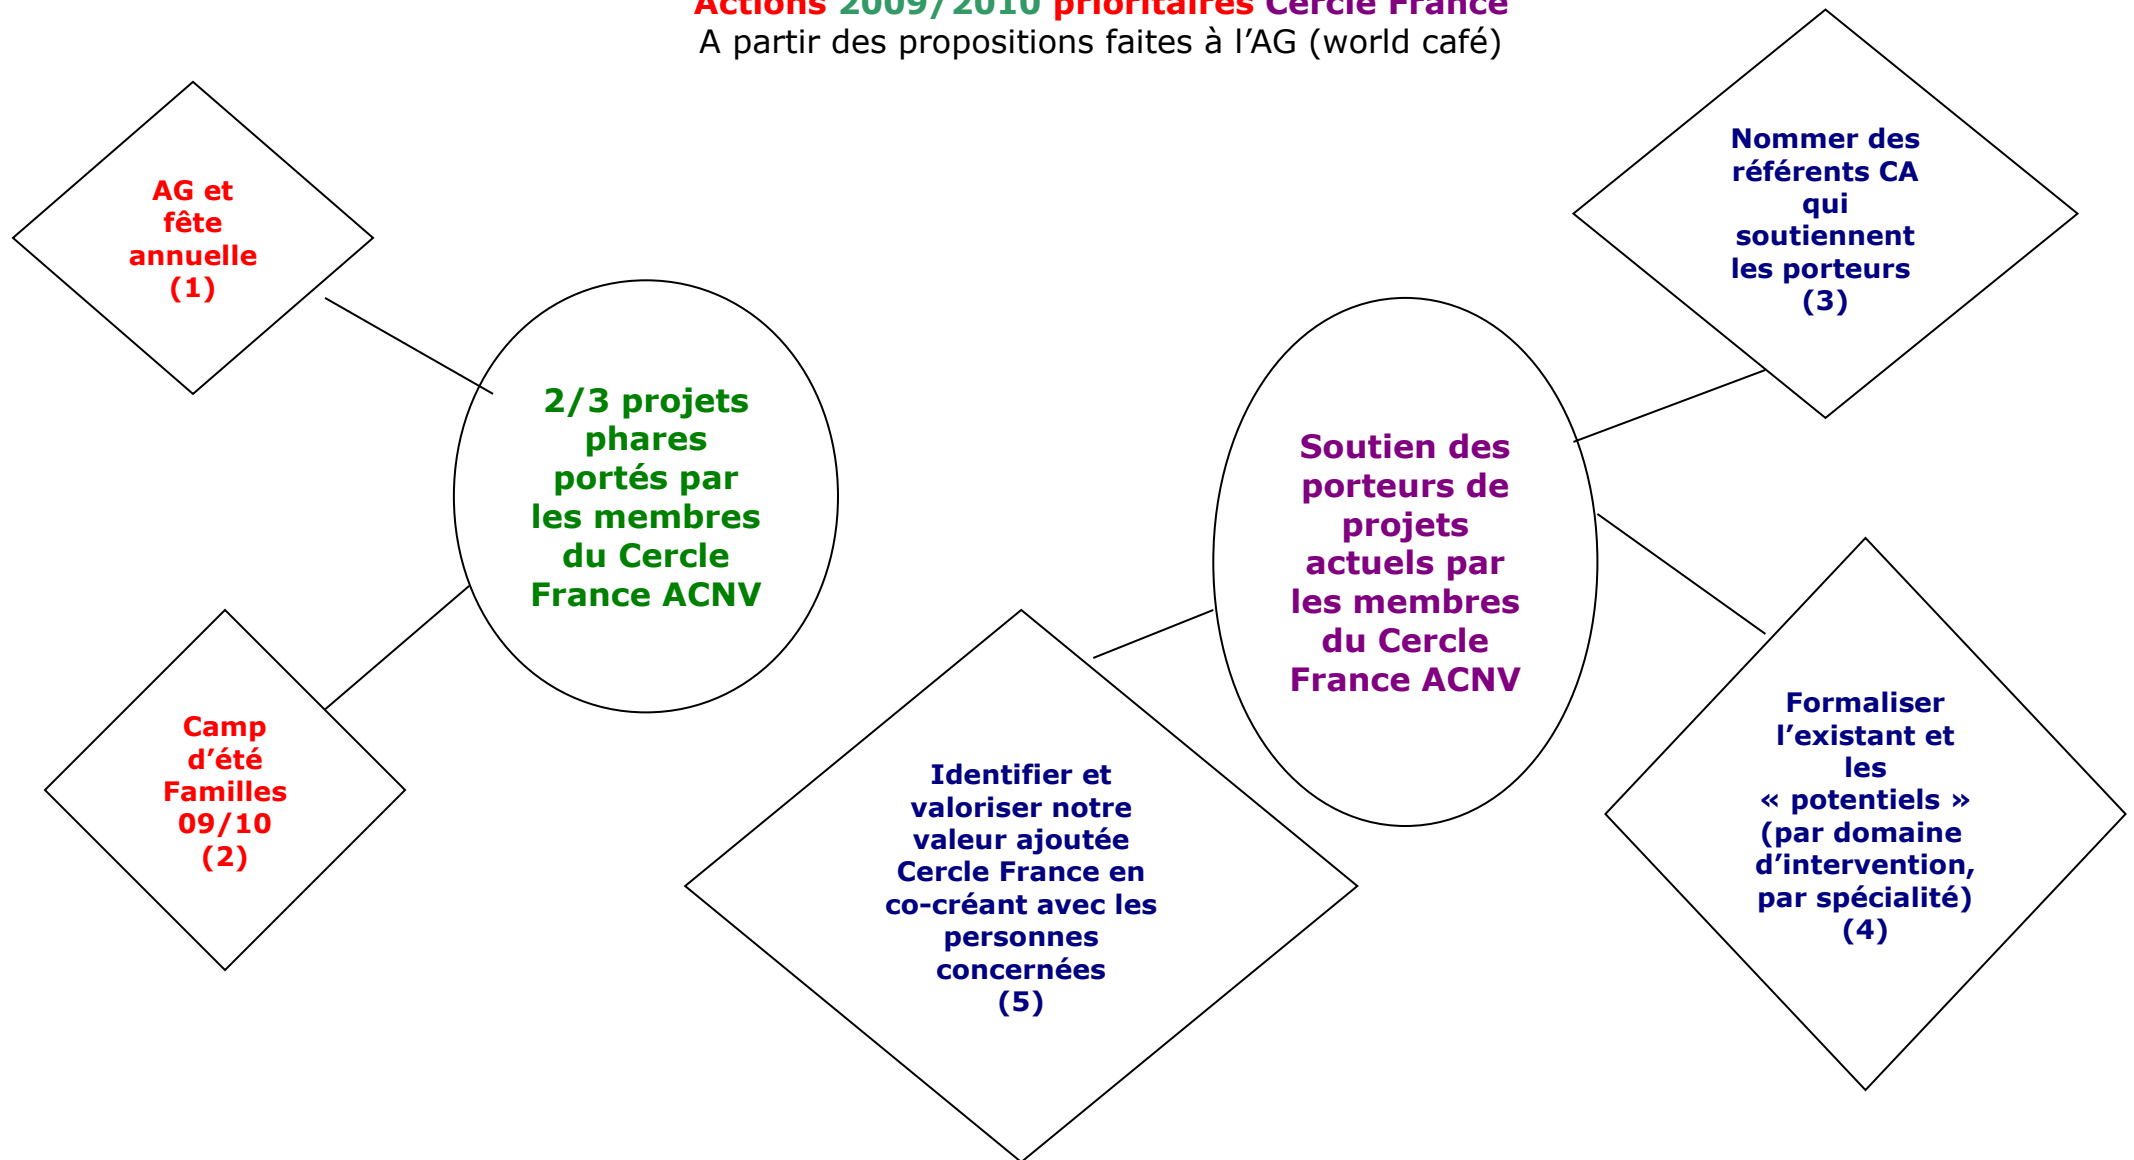 Actions 2009/2010 prioritaires Cercle France
A partir des propositions faites à l’AG (world café)
AG et
fête
annuelle
(1)
2/3 projets
phares
portés par
les membres
du Cercle
France ACNV
Camp
d’été
Familles
09/10
(2)
Nommer des
référents CA
qui
soutiennent
les porteurs
(3)
Soutien des
porteurs de
projets
actuels par
les membres
du Cercle
France ACNV
Formaliser
l’existant et
les
« potentiels »
(par domaine
d’intervention,
par spécialité)
(4)
Identifier et
valoriser notre
valeur ajoutée
Cercle France en
co-créant avec les
personnes
concernées
(5)